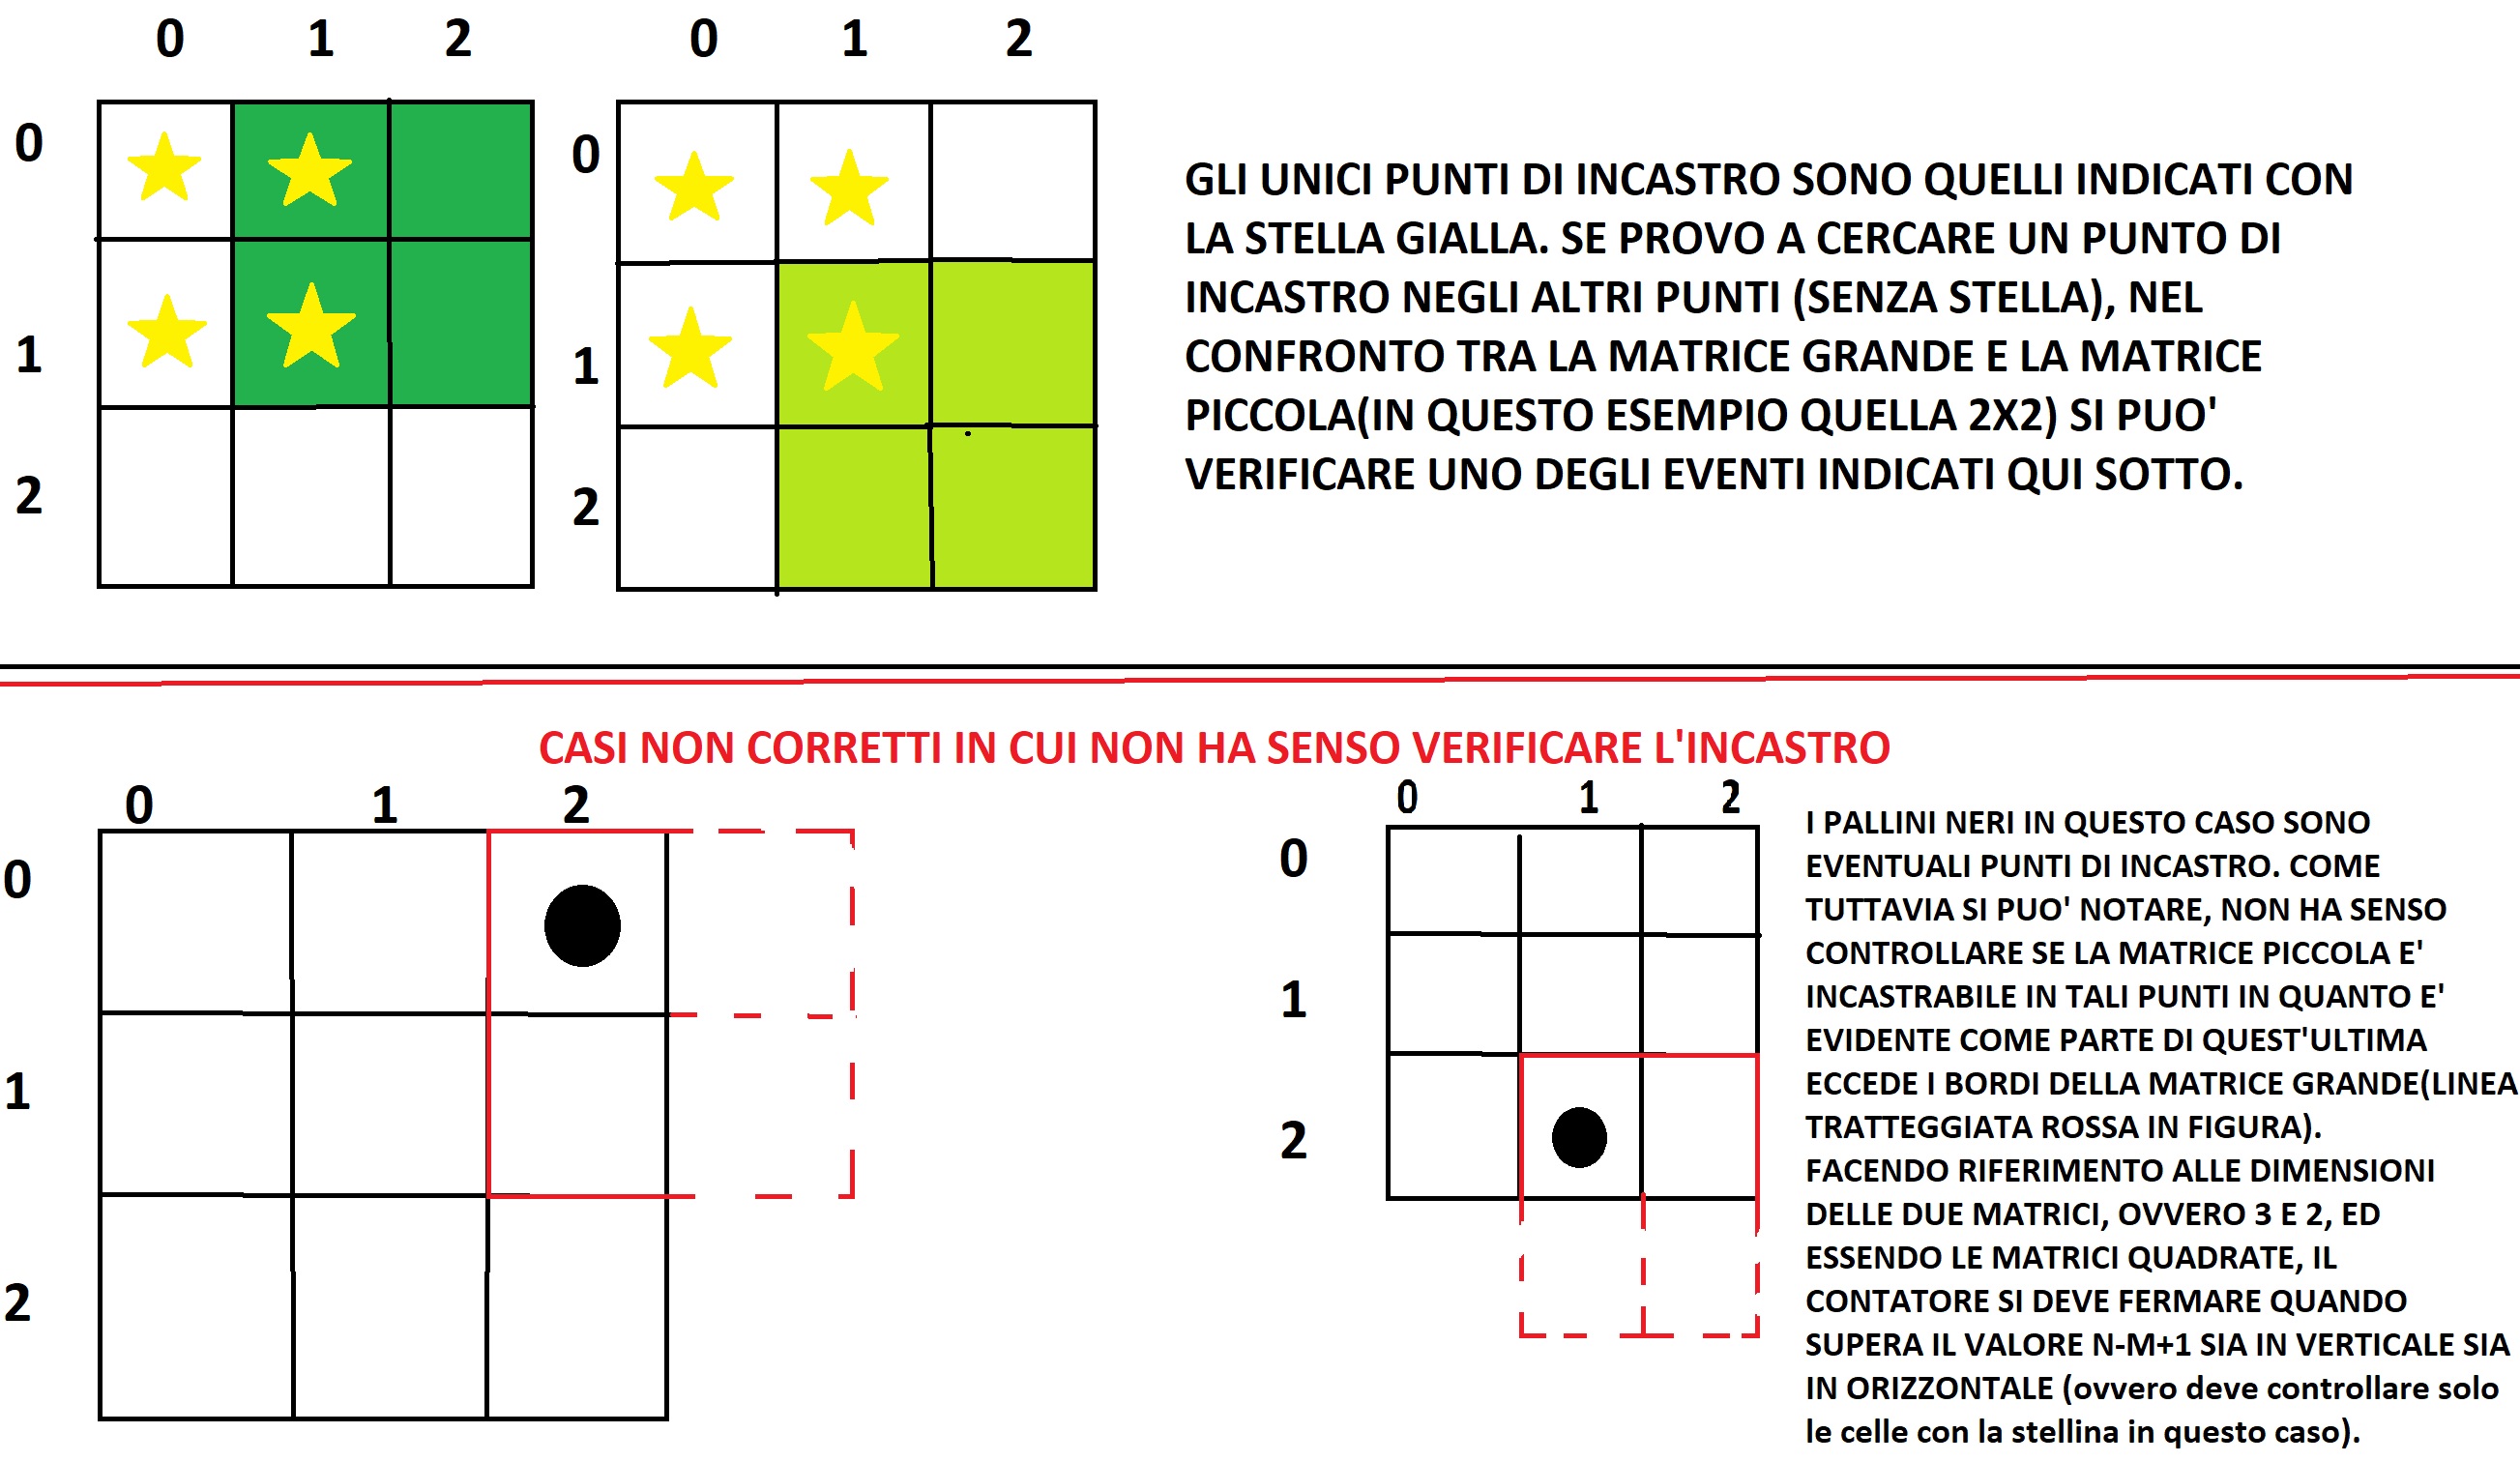 0 1 2
0
1
2
0 1 2
0
1
2
GLI UNICI PUNTI DI INCASTRO SONO QUELLI INDICATI CON
LA STELLA GIALLA. SE PROVO A CERCARE UN PUNTO DI
INCASTRO NEGLI ALTRI PUNTI (SENZA STELLA), NEL
CONFRONTO TRA LA MATRICE GRANDE E LA MATRICE
PICCOLA(IN QUESTO ESEMPIO QUELLA 2X2) SI PUO'
VERIFICARE UNO DEGLI EVENTI INDICATI QUI SOTTO.
CASI NON CORRETTI IN CUI NON HA SENSO VERIFICARE L'INCASTRO
0 1 2
0
1
2
0 1 2
0
1
2
I PALLINI NERI IN QUESTO CASO SONO
EVENTUALI PUNTI DI INCASTRO. COME
TUTTAVIA SI PUO' NOTARE, NON HA SENSO
CONTROLLARE SE LA MATRICE PICCOLA E'
INCASTRABILE IN TALI PUNTI IN QUANTO E'
EVIDENTE COME PARTE DI QUEST'ULTIMA
ECCEDE I BORDI DELLA MATRICE GRANDE(LINEA
TRATTEGGIATA ROSSA IN FIGURA).
FACENDO RIFERIMENTO ALLE DIMENSIONI
DELLE DUE MATRICI, OVVERO 3 E 2, ED
ESSENDO LE MATRICI QUADRATE, IL
CONTATORE SI DEVE FERMARE QUANDO
SUPERA IL VALORE N-M+1 SIA IN VERTICALE SIA
IN ORIZZONTALE (ovvero deve controllare solo
le celle con la stellina in questo caso).